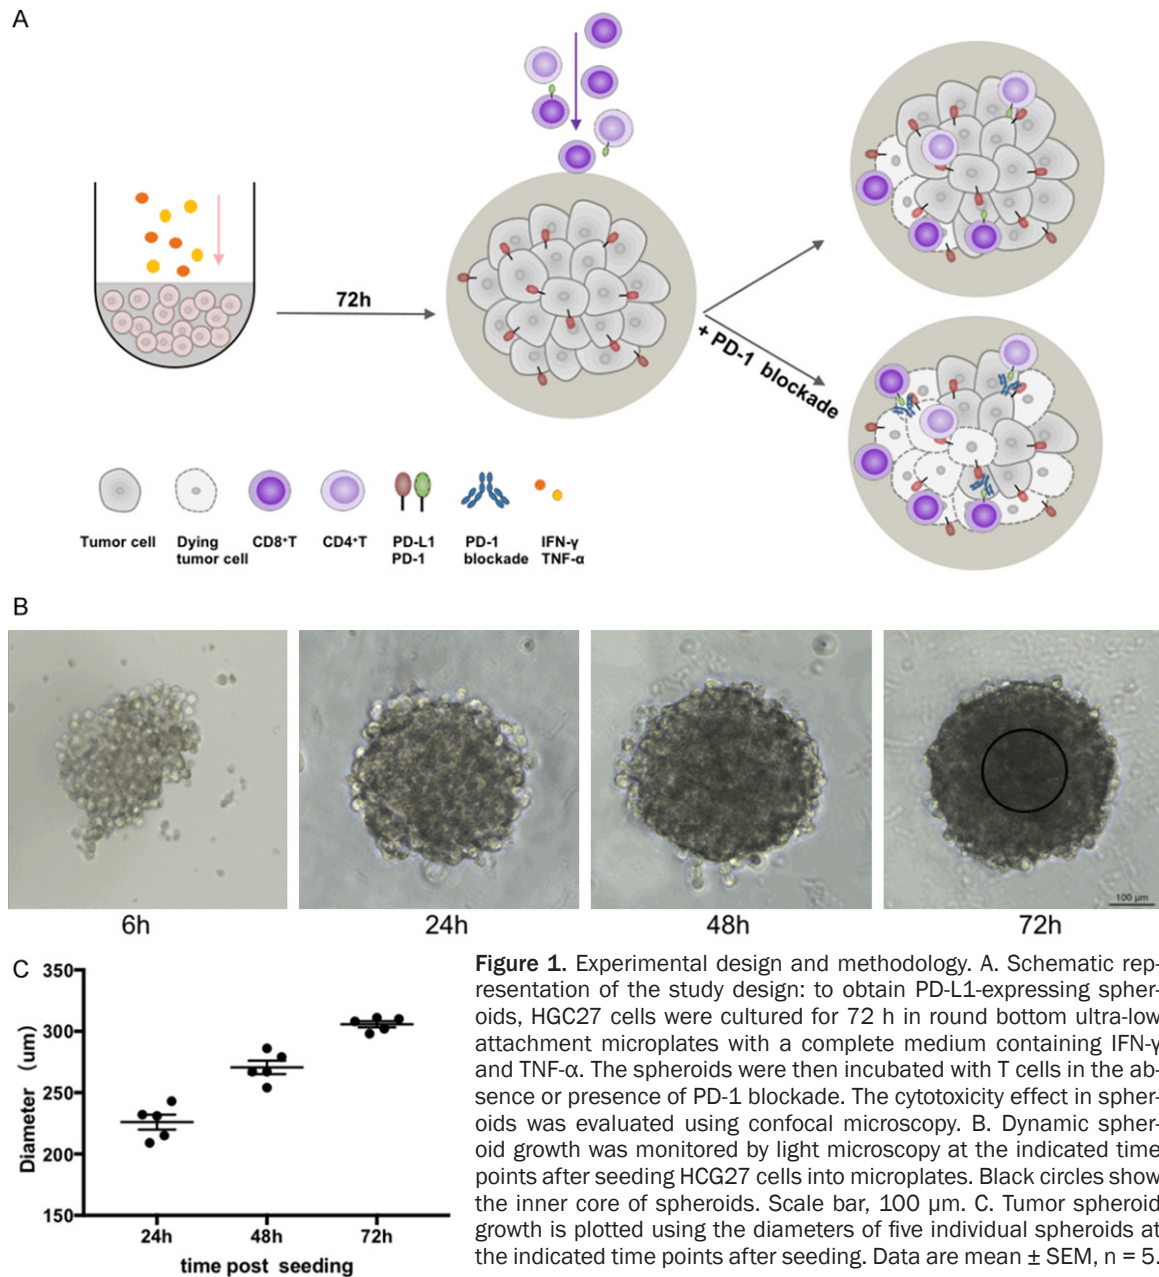 A
72h
+ PD-1 blockade
Tumor cell
Dying
tumor cell
CD8⁺T
CD4⁺T
PD-L1
PD-1
PD-1
blockade
IFN-γ
TNF-α
B
100 µm
6h
24h
48h
72h
C
350
300
250
200
150
Diameter (um)
24h
48h
72h
time post seeding
Figure 1. Experimental design and methodology. A. Schematic rep-
resentation of the study design: to obtain PD-L1-expressing spher-
oids, HGC27 cells were cultured for 72 h in round bottom ultra-low
attachment microplates with a complete medium containing IFN-γ
and TNF-α. The spheroids were then incubated with T cells in the ab-
sence or presence of PD-1 blockade. The cytotoxicity effect in spher-
oids was evaluated using confocal microscopy. B. Dynamic spher-
oid growth was monitored by light microscopy at the indicated time
points after seeding HCG27 cells into microplates. Black circles show
the inner core of spheroids. Scale bar, 100 µm. C. Tumor spheroid
growth is plotted using the diameters of five individual spheroids at
the indicated time points after seeding. Data are mean ± SEM, n = 5.